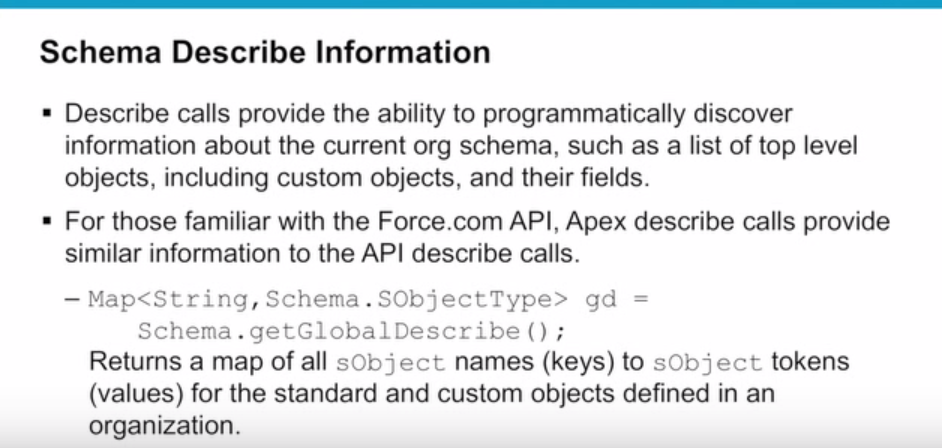 Schema Describe Information
▪ Describe calls provide the ability to programmatically discover
information about the current org schema, such as a list of top level
objects, including custom objects, and their fields.
▪ For those familiar with the Force.com API, Apex describe calls provide
similar information to the API describe calls.
– Map<String,Schema.SObjectType> gd =
Schema.getGlobalDescribe();
Returns a map of all sObject names (keys) to sObject tokens
(values) for the standard and custom objects defined in an
organization.